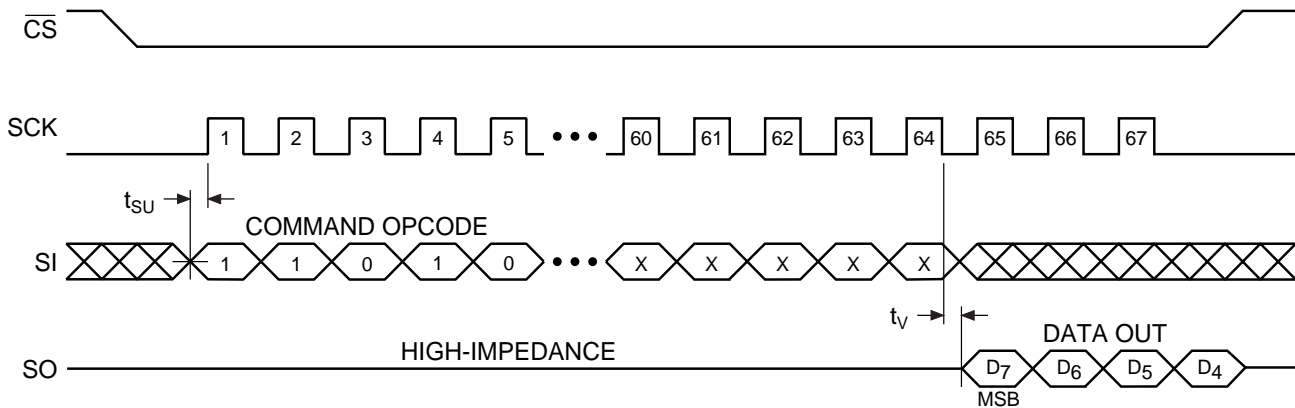 CS
SCK
1 2 3 4 5 ••• 60 61 62 63 64 65 66 67
tSU
COMMAND OPCODE
SI
1 1 0 1 0 ••• X X X X X
tV
HIGH-IMPEDANCE
DATA OUT
SO
D7 D6 D5 D4
MSB